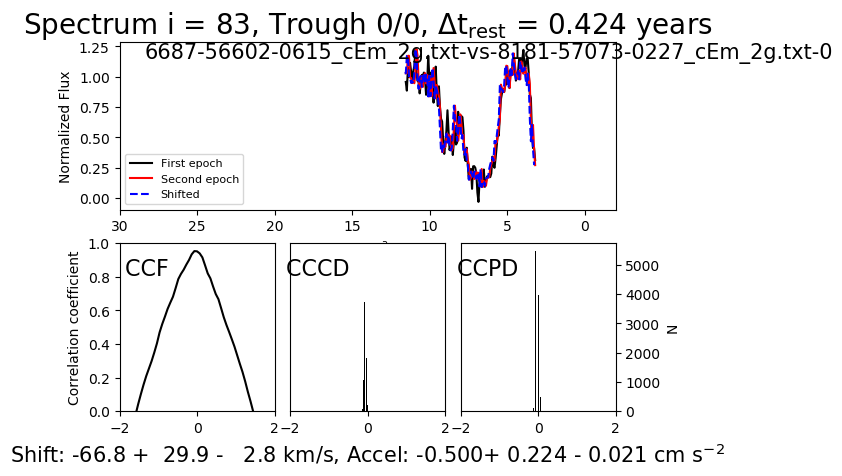 Spectrum i = 83, Trough 0/0, Δt_rest = 0.424 years
6687-56602-0615_cEm_2g.txt-vs-8181-57073-0227_cEm_2g.txt-0
Normalized Flux
1.25
1.00
0.75
0.50
0.25
0.00
First epoch
Second epoch
Shifted
30 25 20 15 10 5 0
Correlation coefficient
1.0
0.8
0.6
0.4
0.2
0.0
CCF
CCCD
CCPD
5000
4000
3000
2000
1000
0
N
−2 0 2
−2 0 2
−2 0 2
Shift: -66.8 + 29.9 - 2.8 km/s, Accel: -0.500+ 0.224 - 0.021 cm s⁻²